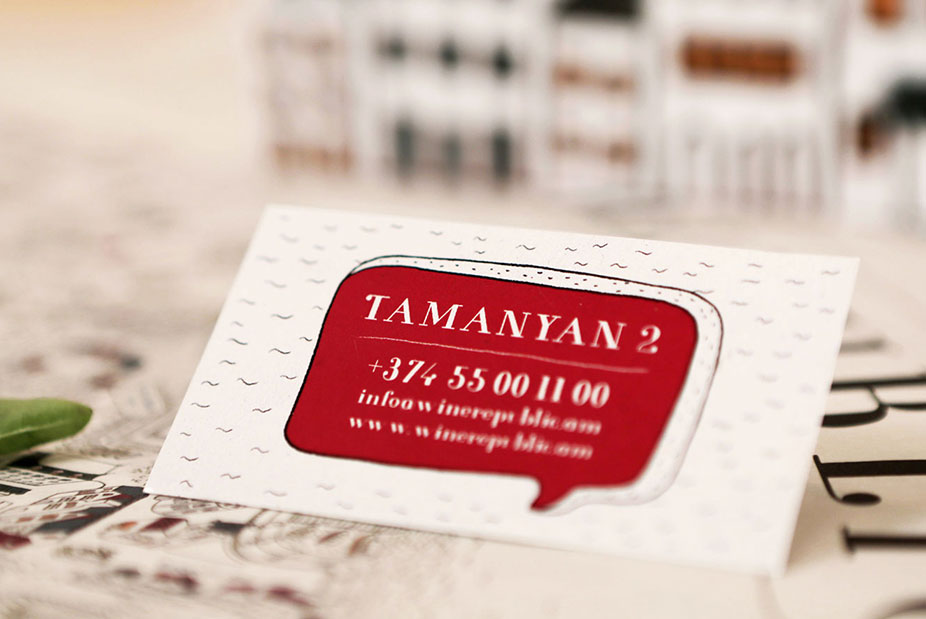 TAMANYAN 2
+374 55 00 11 00
info@winerepublic.am
www.winerepublic.am